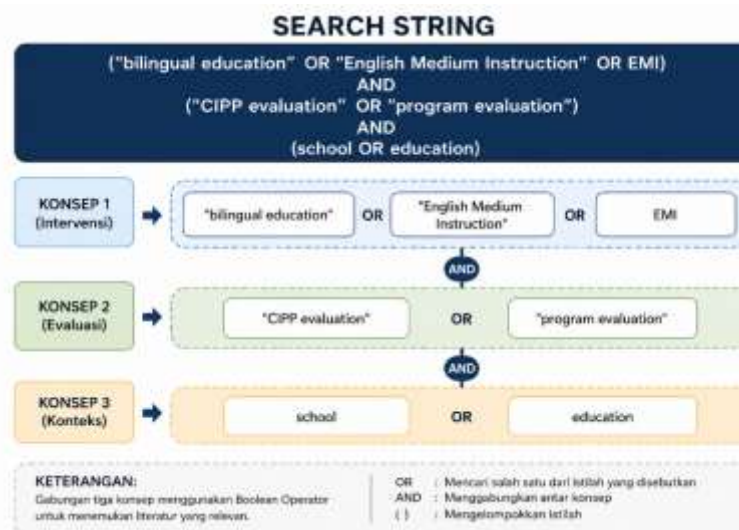 SEARCH STRING
("bilingual education" OR "English Medium Instruction" OR EMI)
AND
("CIPP evaluation" OR "program evaluation")
AND
(school OR education)
KONSEP 1
(Intervensi)
"bilingual education"
OR
"English Medium
Instruction"
OR
EMI
AND
KONSEP 2
(Evaluasi)
"CIPP evaluation"
OR
"program evaluation"
AND
KONSEP 3
(Konteks)
school
OR
education
KETERANGAN:
Gabungan tiga konsep menggunakan Boolean Operator
untuk menemukan literatur yang relevan.
OR : Mencari salah satu dari istilah yang disebutkan
AND : Menggabungkan antar konsep
( ) : Mengelompokkan istilah